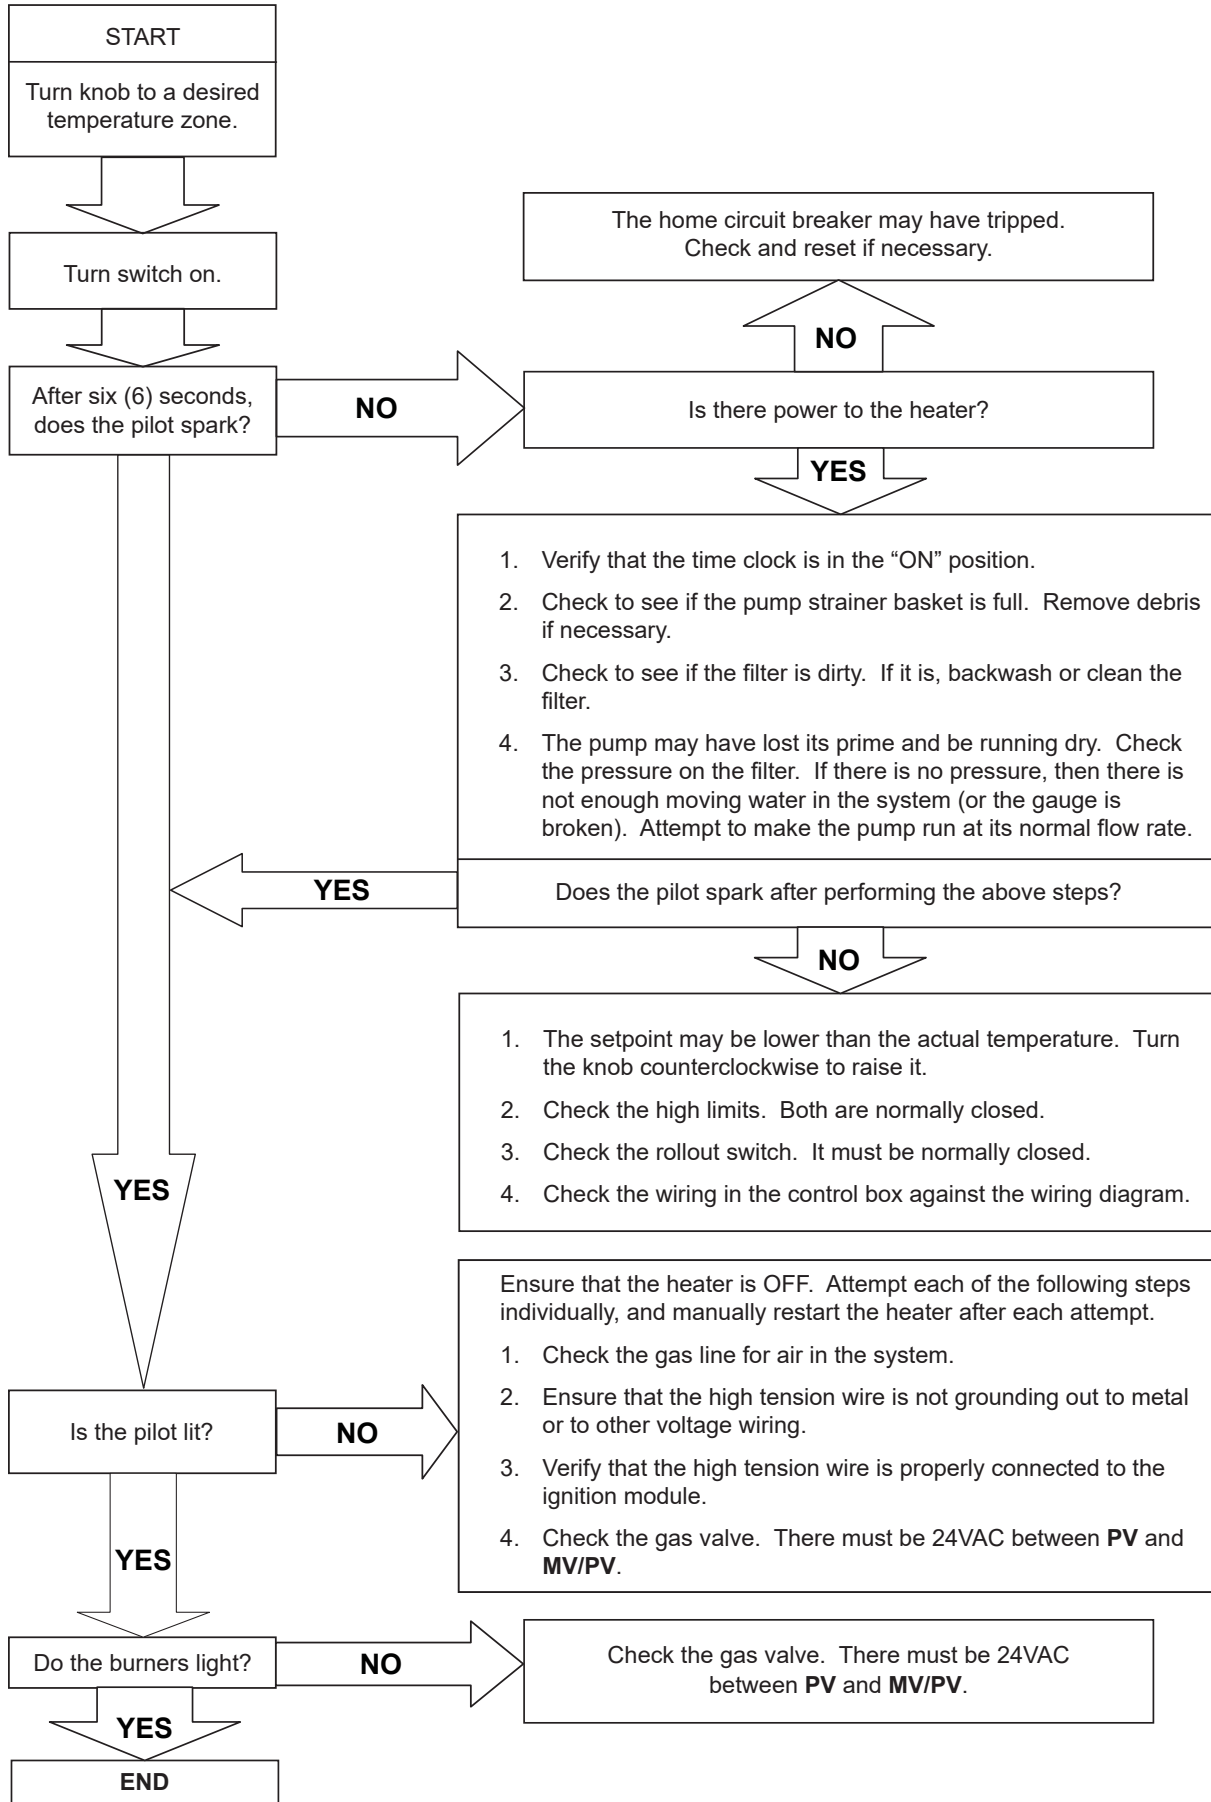 START
Turn knob to a desired
temperature zone.
Turn switch on.
After six (6) seconds,
does the pilot spark?
NO
Is there power to the heater?
NO
The home circuit breaker may have tripped.
Check and reset if necessary.
YES
1. Verify that the time clock is in the “ON” position.
2. Check to see if the pump strainer basket is full. Remove debris
if necessary.
3. Check to see if the filter is dirty. If it is, backwash or clean the
filter.
4. The pump may have lost its prime and be running dry. Check
the pressure on the filter. If there is no pressure, then there is
not enough moving water in the system (or the gauge is
broken). Attempt to make the pump run at its normal flow rate.
Does the pilot spark after performing the above steps?
YES
NO
1. The setpoint may be lower than the actual temperature. Turn
the knob counterclockwise to raise it.
2. Check the high limits. Both are normally closed.
3. Check the rollout switch. It must be normally closed.
4. Check the wiring in the control box against the wiring diagram.
YES
Is the pilot lit?
NO
Ensure that the heater is OFF. Attempt each of the following steps
individually, and manually restart the heater after each attempt.
1. Check the gas line for air in the system.
2. Ensure that the high tension wire is not grounding out to metal
or to other voltage wiring.
3. Verify that the high tension wire is properly connected to the
ignition module.
4. Check the gas valve. There must be 24VAC between PV and
MV/PV.
YES
Do the burners light?
NO
Check the gas valve. There must be 24VAC
between PV and MV/PV.
YES
END